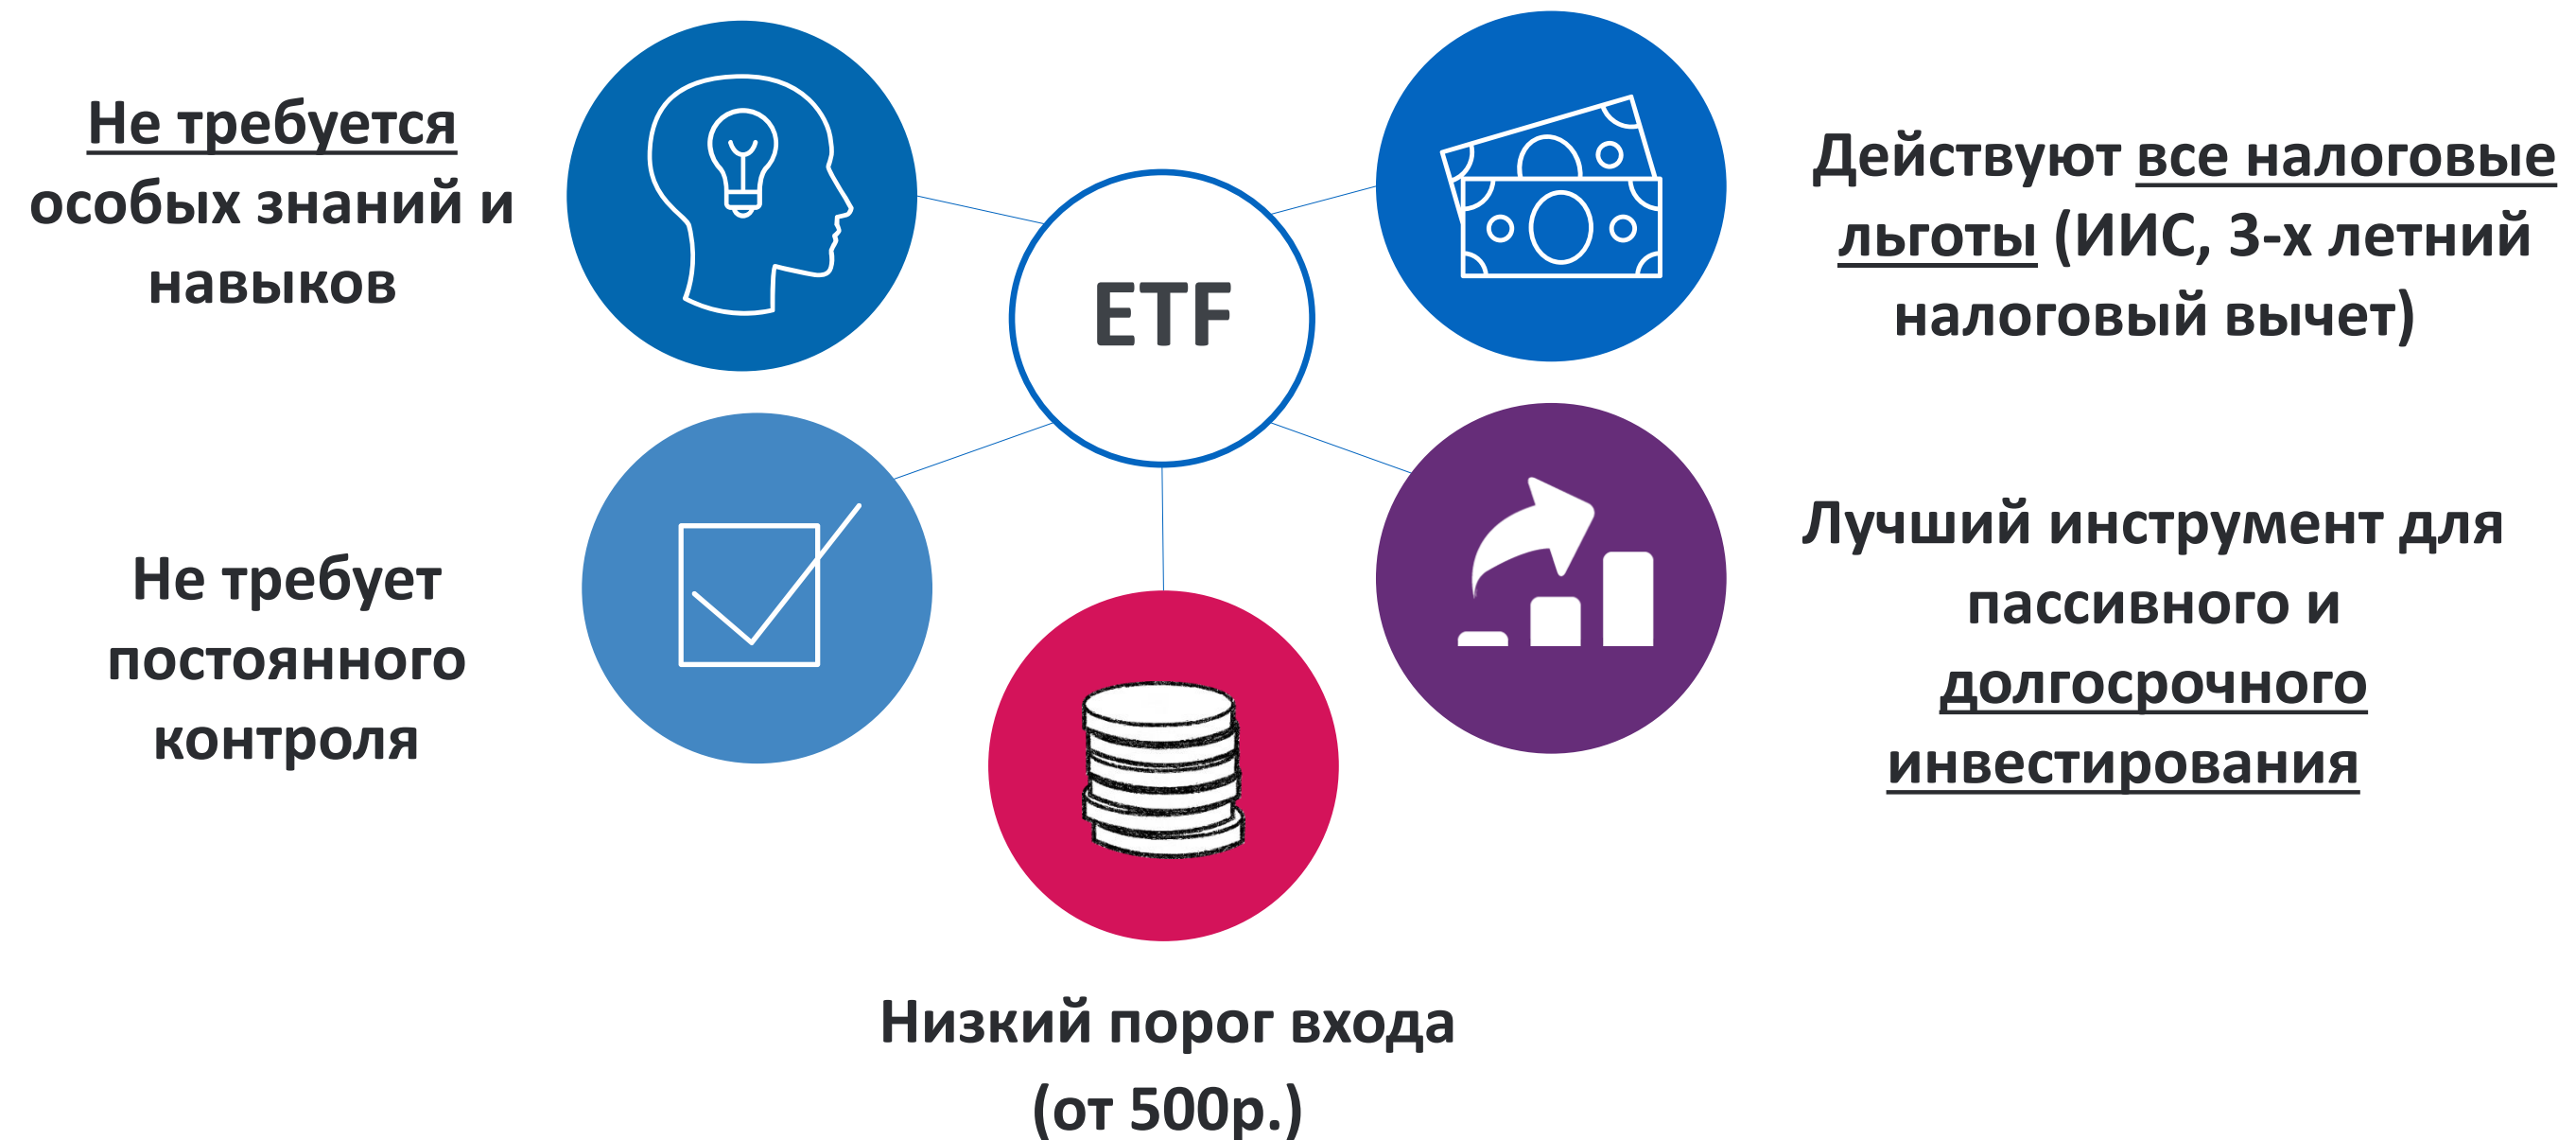 Не требуется
особых знаний и
навыков
ETF
Действуют все налоговые
льготы (ИИС, 3-х летний
налоговый вычет)
Не требует
постоянного
контроля
Лучший инструмент для
пассивного и
долгосрочного
инвестирования
Низкий порог входа
(от 500р.)